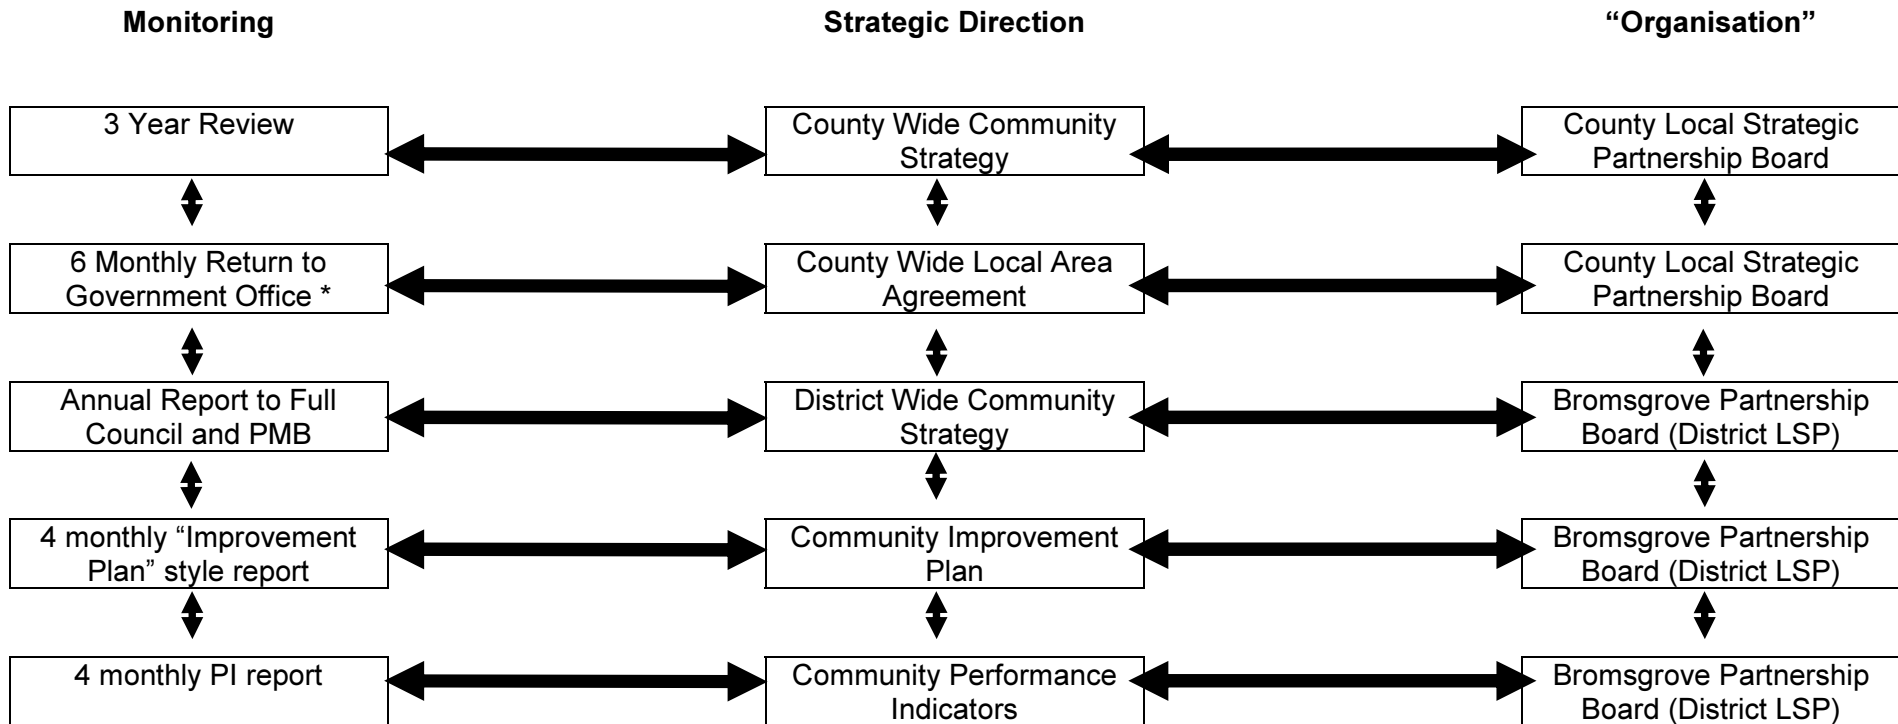 Monitoring
Strategic Direction
“Organisation”
3 Year Review
County Wide Community
Strategy
County Local Strategic
Partnership Board
6 Monthly Return to
Government Office *
County Wide Local Area
Agreement
County Local Strategic
Partnership Board
Annual Report to Full
Council and PMB
District Wide Community
Strategy
Bromsgrove Partnership
Board (District LSP)
4 monthly “Improvement
Plan” style report
Community Improvement
Plan
Bromsgrove Partnership
Board (District LSP)
4 monthly PI report
Community Performance
Indicators
Bromsgrove Partnership
Board (District LSP)